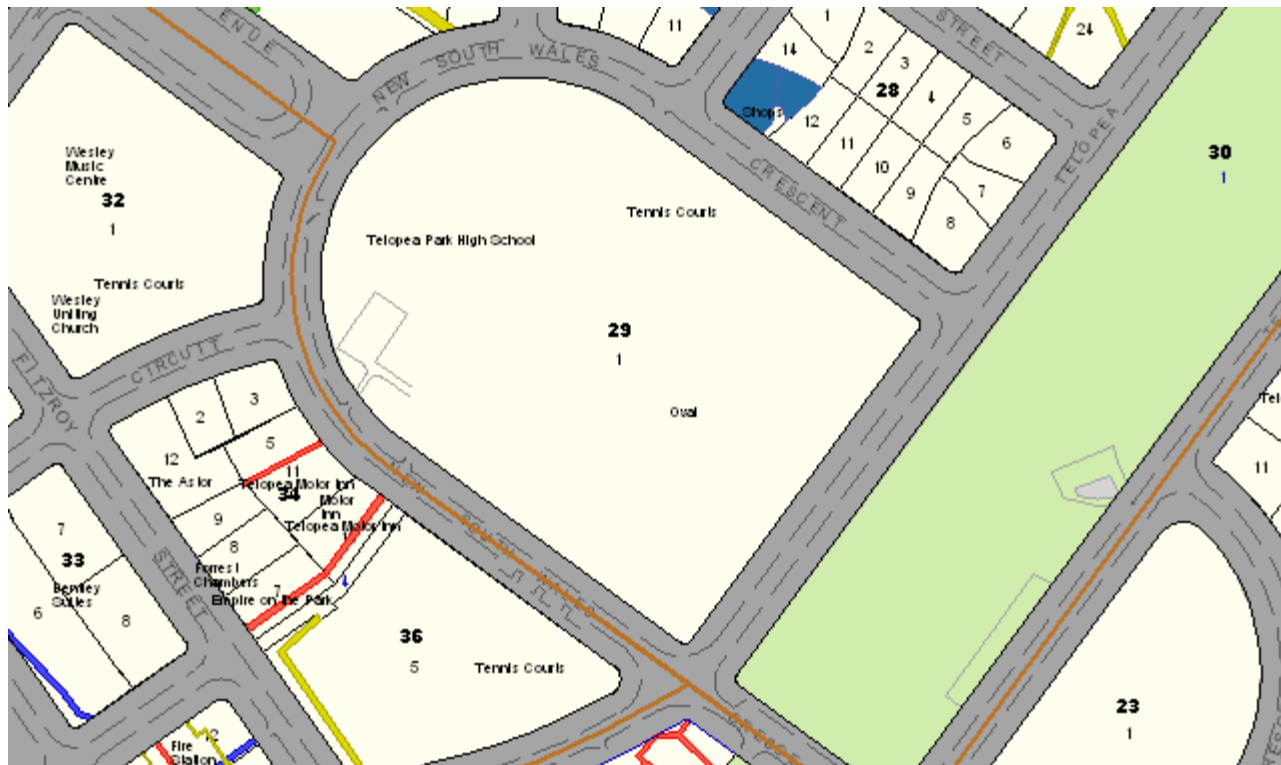 ENUE
NEW SOUTH WALES
11
1
14
2
3
28
4
5
6
Shops
12
11
10
9
7
8
STREET
24
TELOPEA
30
1
CRESCENT
Wesley
Music
Centre
32
1
Tennis Courts
Wesley
Uniting
Church
Telopea Park High School
Tennis Courts
29
1
Oval
CIRCUIT
FITZROY
2
3
5
12
The Astor
11
Telopea Motor Inn
34
Motor
Inn
Telopea Motor Inn
9
8
Forrest
Chambers
7
Empire on the Park
STREET
7
33
Bentley
Suites
6
8
NEW SOUTH WALES
36
5
Tennis Courts
12
Fire
Station
11
23
1